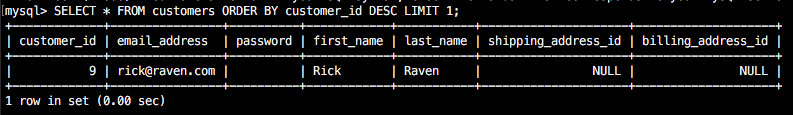 mysql> SELECT * FROM customers ORDER BY customer_id DESC LIMIT 1;
+-------------+----------------+----------+------------+-----------+---------------------+--------------------+
| customer_id | email_address  | password | first_name | last_name | shipping_address_id | billing_address_id |
+-------------+----------------+----------+------------+-----------+---------------------+--------------------+
|           9 | rick@raven.com |          | Rick       | Raven     |                NULL |               NULL |
+-------------+----------------+----------+------------+-----------+---------------------+--------------------+
1 row in set (0.00 sec)